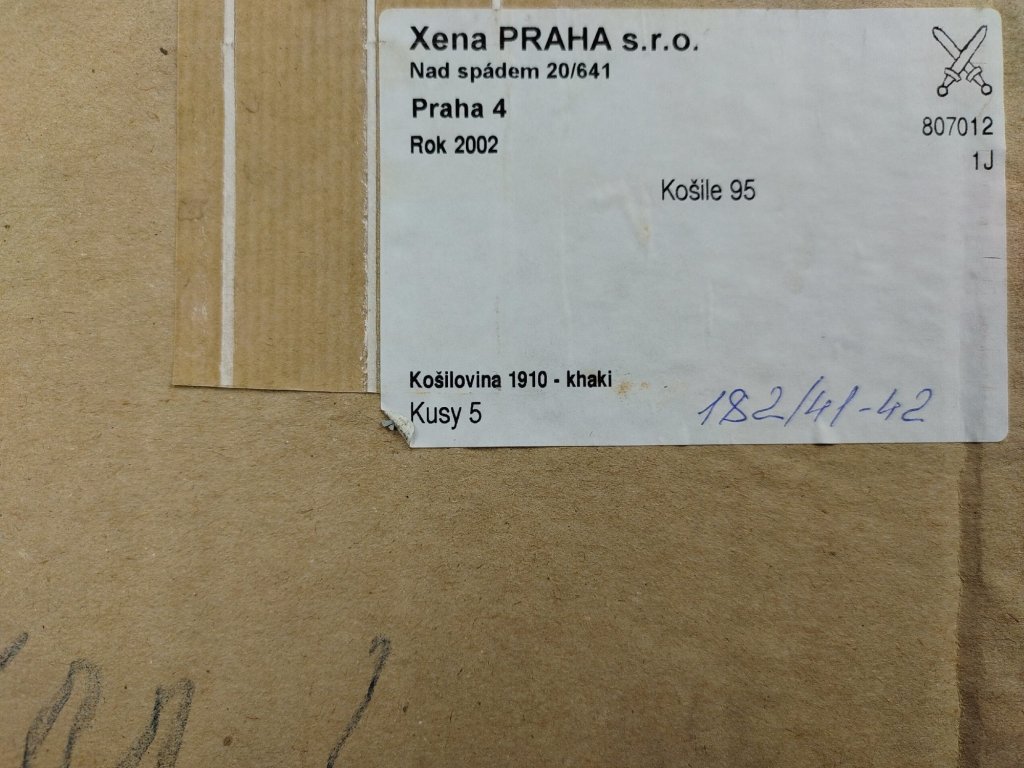 Xena PRAHA s.r.o.
Nad spádem 20/641
Praha 4
Rok 2002
807012
1J
Košile 95
Košilovina 1910 - khaki
Kusy 5
182/41-42